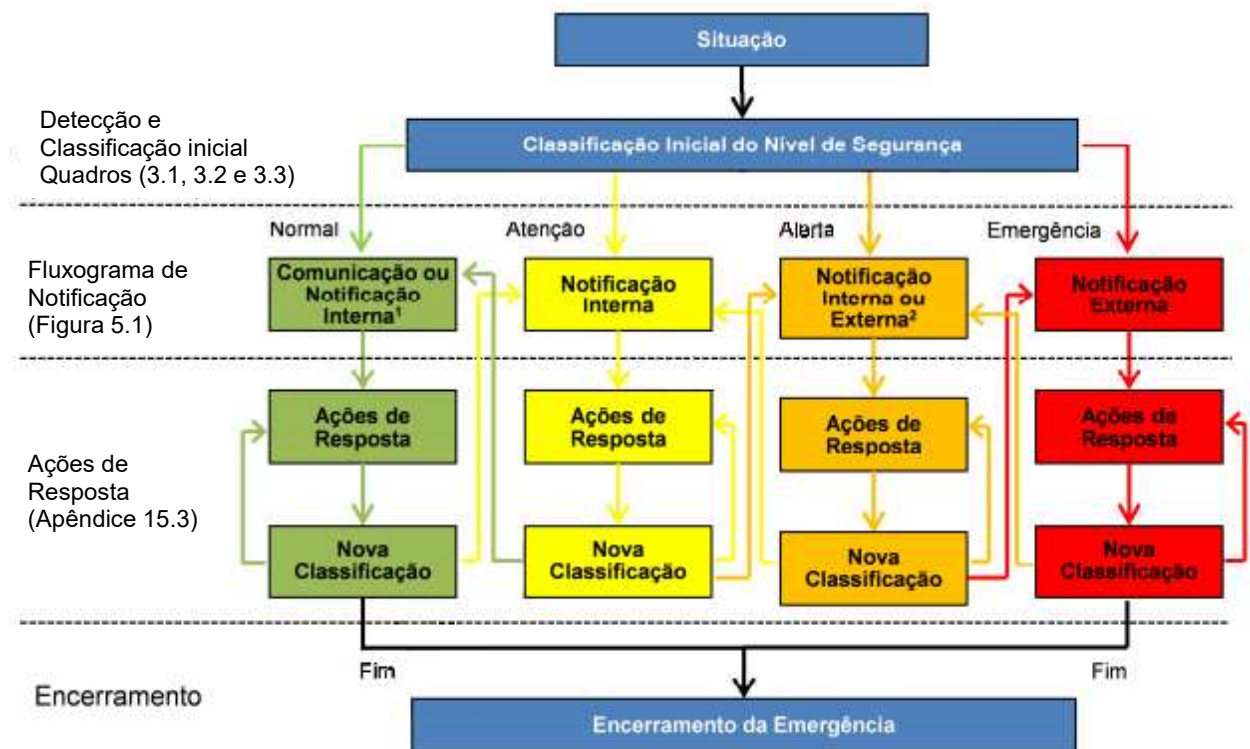 Situação
Detecção e
Classificação inicial
Quadros (3.1, 3.2 e 3.3)
Classificação Inicial do Nível de Segurança
Normal
Atenção
Alerta
Emergência
Fluxograma de
Notificação
(Figura 5.1)
Comunicação ou
Notificação
Interna¹
Notificação
Interna
Notificação
Interna ou
Externa²
Notificação
Externa
Ações de
Resposta
(Apêndice 15.3)
Ações de
Resposta
Ações de
Resposta
Ações de
Resposta
Ações de
Resposta
Nova
Classificação
Nova
Classificação
Nova
Classificação
Nova
Classificação
Fim
Fim
Encerramento
Encerramento da Emergência